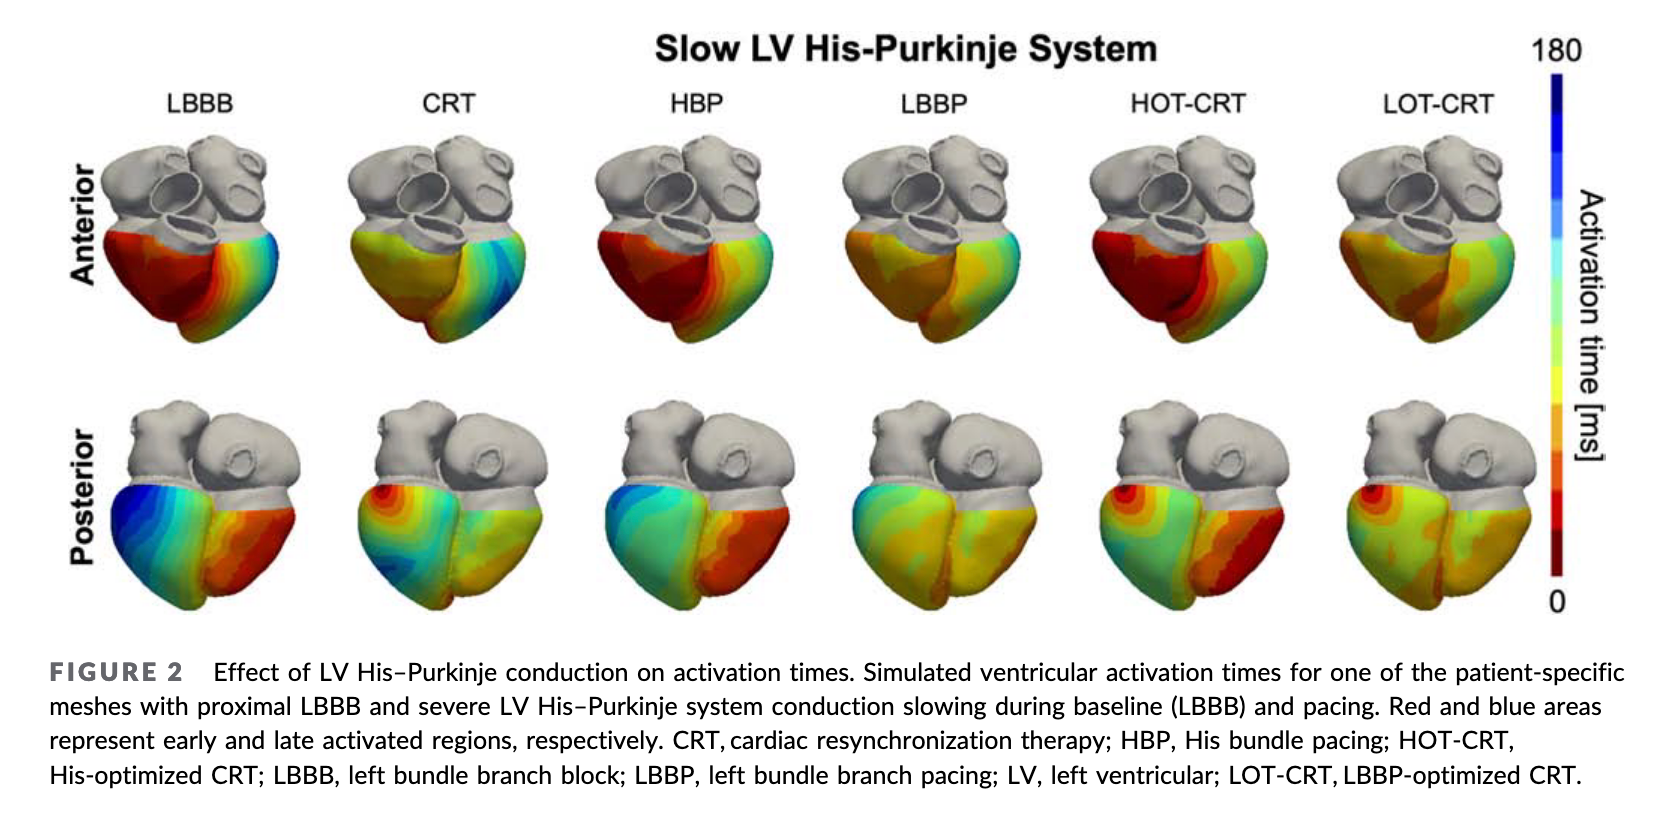 Slow LV His-Purkinje System
180
LBBB
CRT
HBP
LBBP
HOT-CRT
LOT-CRT
Anterior
Posterior
Activation time [ms]
0
FIGURE 2 Effect of LV His–Purkinje conduction on activation times. Simulated ventricular activation times for one of the patient-specific
meshes with proximal LBBB and severe LV His–Purkinje system conduction slowing during baseline (LBBB) and pacing. Red and blue areas
represent early and late activated regions, respectively. CRT, cardiac resynchronization therapy; HBP, His bundle pacing; HOT-CRT,
His-optimized CRT; LBBB, left bundle branch block; LBBP, left bundle branch pacing; LV, left ventricular; LOT-CRT, LBBP-optimized CRT.